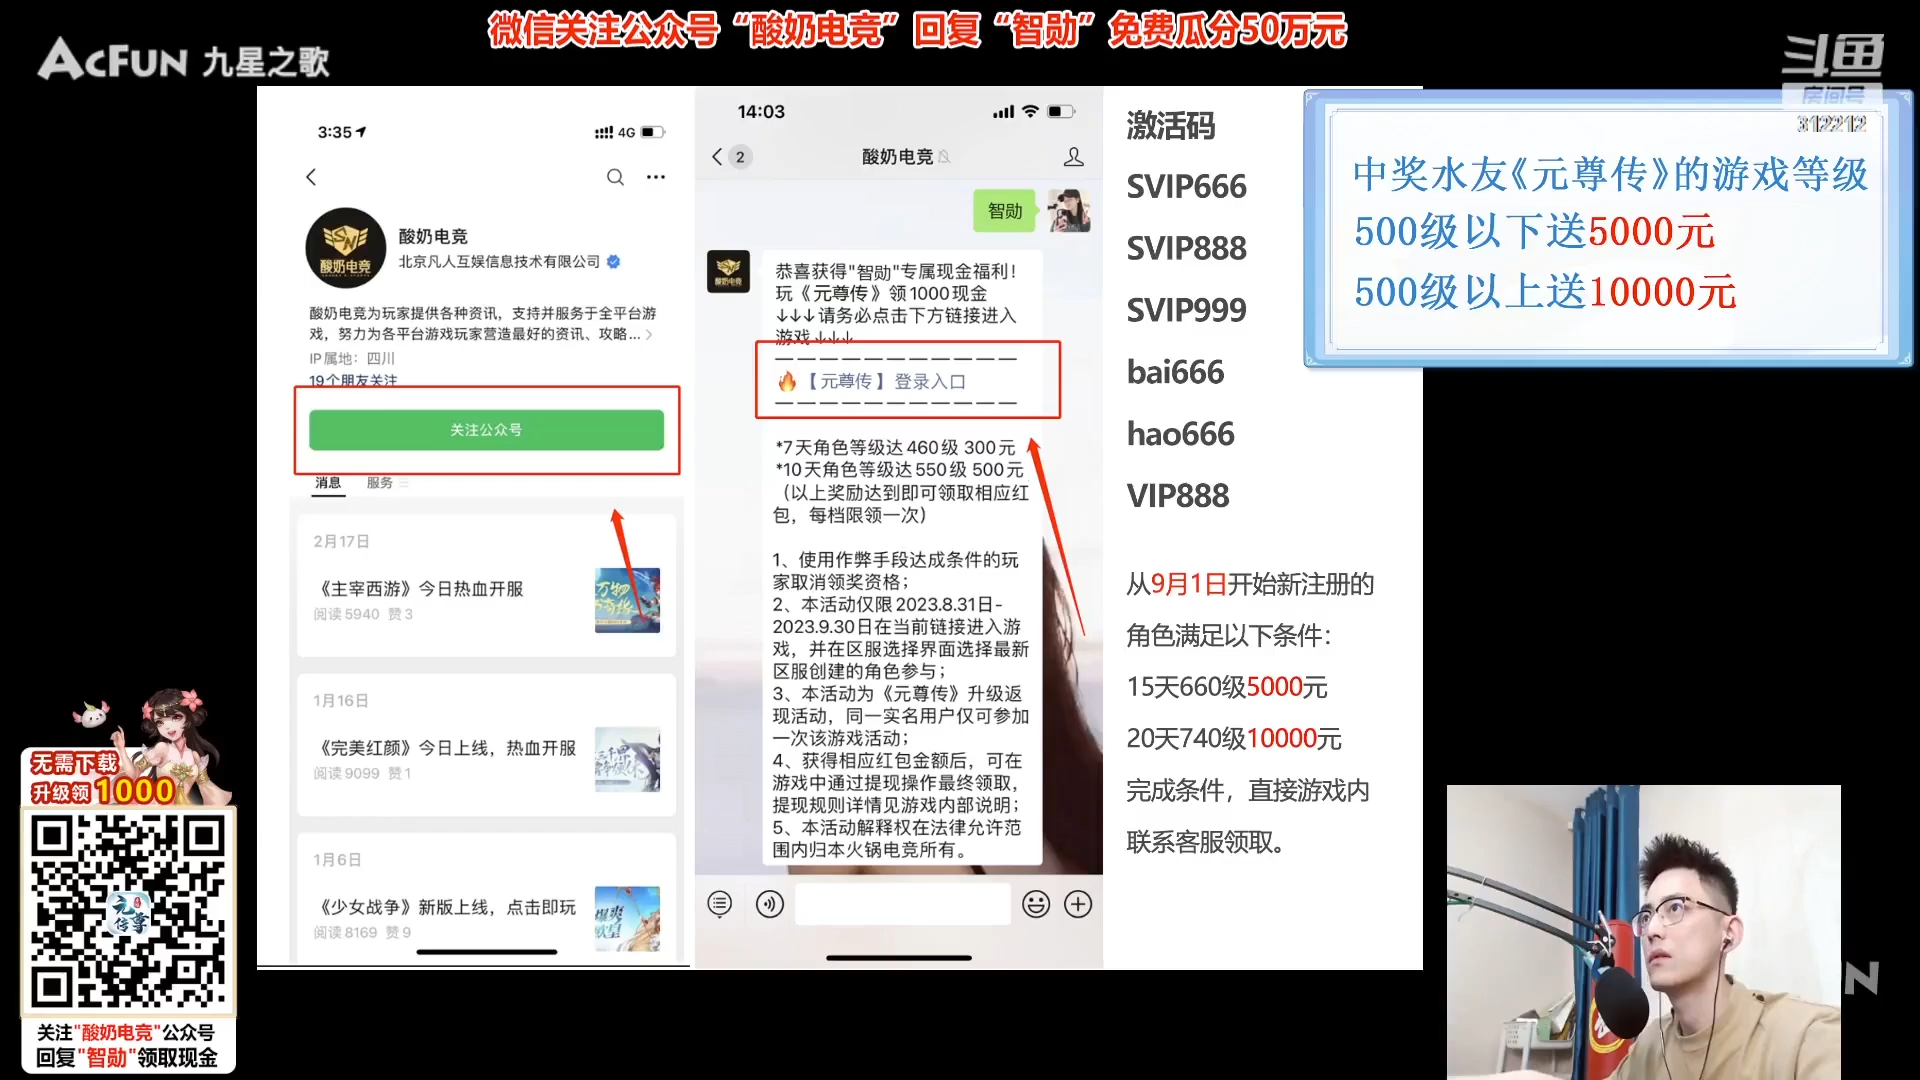 微信关注公众号“酸奶电竞”回复“智勋”免费瓜分50万元
AcFun 九星之歌
斗鱼
房间号
312212
3:35
4G
酸奶电竞
酸奶电竞
北京凡人互娱信息技术有限公司
酸奶电竞为玩家提供各种资讯，支持并服务于全平台游
戏，努力为各平台游戏玩家营造最好的资讯、攻略...
IP属地：四川
19个朋友关注
关注公众号
消息 服务
2月17日
《主宰西游》今日热血开服
阅读5940 赞3
1月16日
《完美红颜》今日上线，热血开服
阅读9099 赞1
1月6日
《少女战争》新版上线，点击即玩
阅读8169 赞9
14:03
2
酸奶电竞
智勋
恭喜获得"智勋"专属现金福利！
玩《元尊传》领1000现金
↓↓↓请务必点击下方链接进入
游戏↓↓↓
————————————
🔥【元尊传】登录入口
————————————
*7天角色等级达460级 300元
*10天角色等级达550级 500元
（以上奖励达到即可领取相应红
包，每档限领一次）
1、使用作弊手段达成条件的玩
家取消领奖资格；
2、本活动仅限2023.8.31日-
2023.9.30日在当前链接进入游
戏，并在区服选择界面选择最新
区服创建的角色参与；
3、本活动为《元尊传》升级返
现活动，同一实名用户仅可参加
一次该游戏活动；
4、获得相应红包金额后，可在
游戏中通过提现操作最终领取，
提现规则详情见游戏内部说明；
5、本活动解释权在法律允许范
围内归本火锅电竞所有。
激活码
SVIP666
SVIP888
SVIP999
bai666
hao666
VIP888
从9月1日开始新注册的
角色满足以下条件：
15天660级5000元
20天740级10000元
完成条件，直接游戏内
联系客服领取。
中奖水友《元尊传》的游戏等级
500级以下送5000元
500级以上送10000元
无需下载
升级领1000
元尊传
关注"酸奶电竞"公众号
回复"智勋"领取现金
N